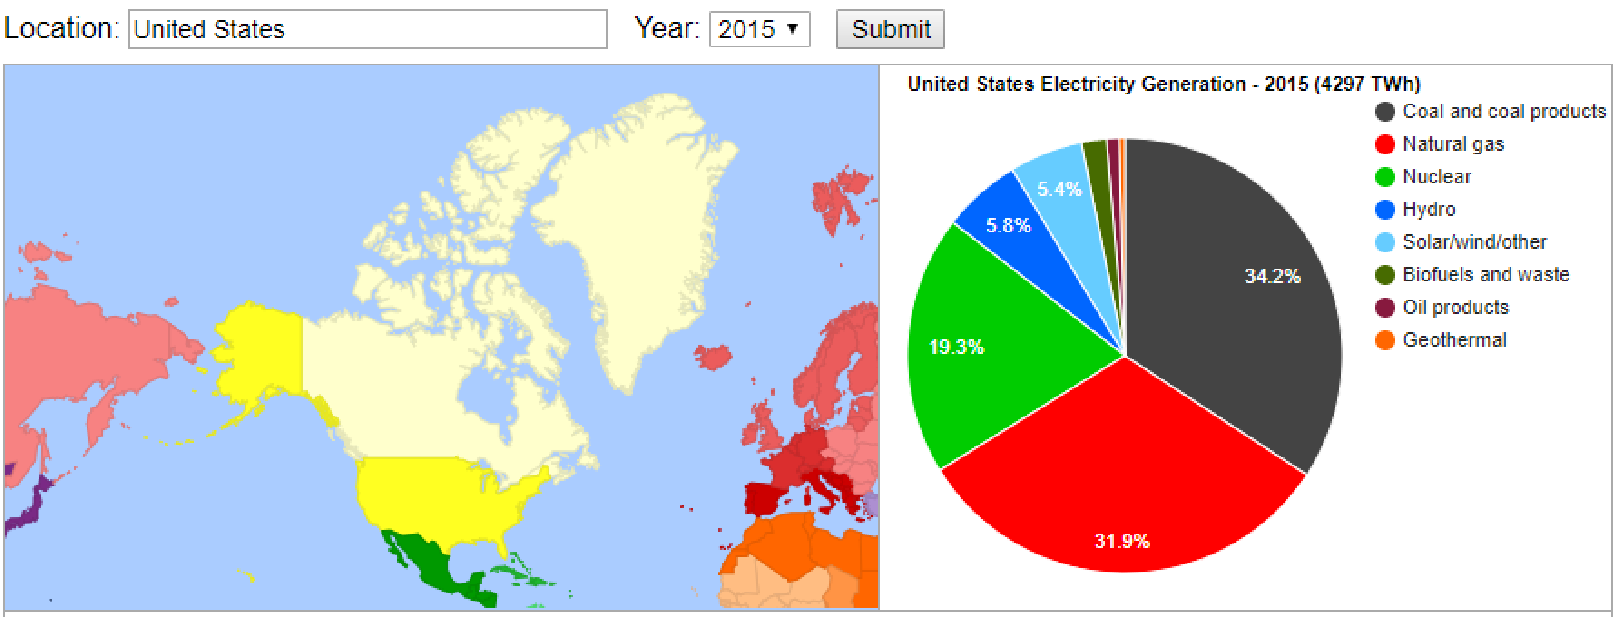 Location: United States Year: 2015 ▼ Submit
United States Electricity Generation - 2015 (4297 TWh)
Coal and coal products
Natural gas
Nuclear
Hydro
Solar/wind/other
Biofuels and waste
Oil products
Geothermal
5.4%
5.8%
34.2%
19.3%
31.9%